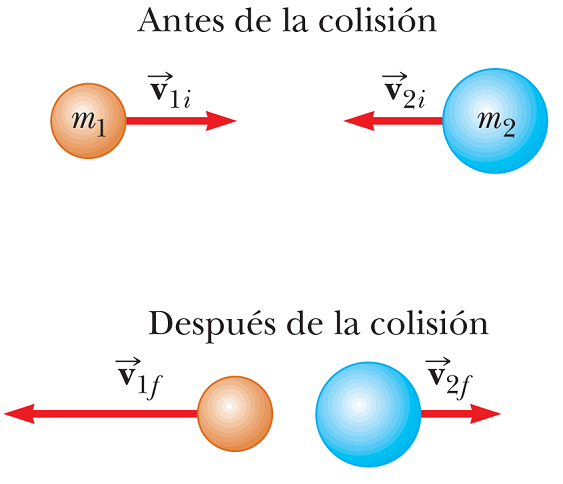 Antes de la colisión
v⃗1i v⃗2i
m1 m2
Después de la colisión
v⃗1f v⃗2f